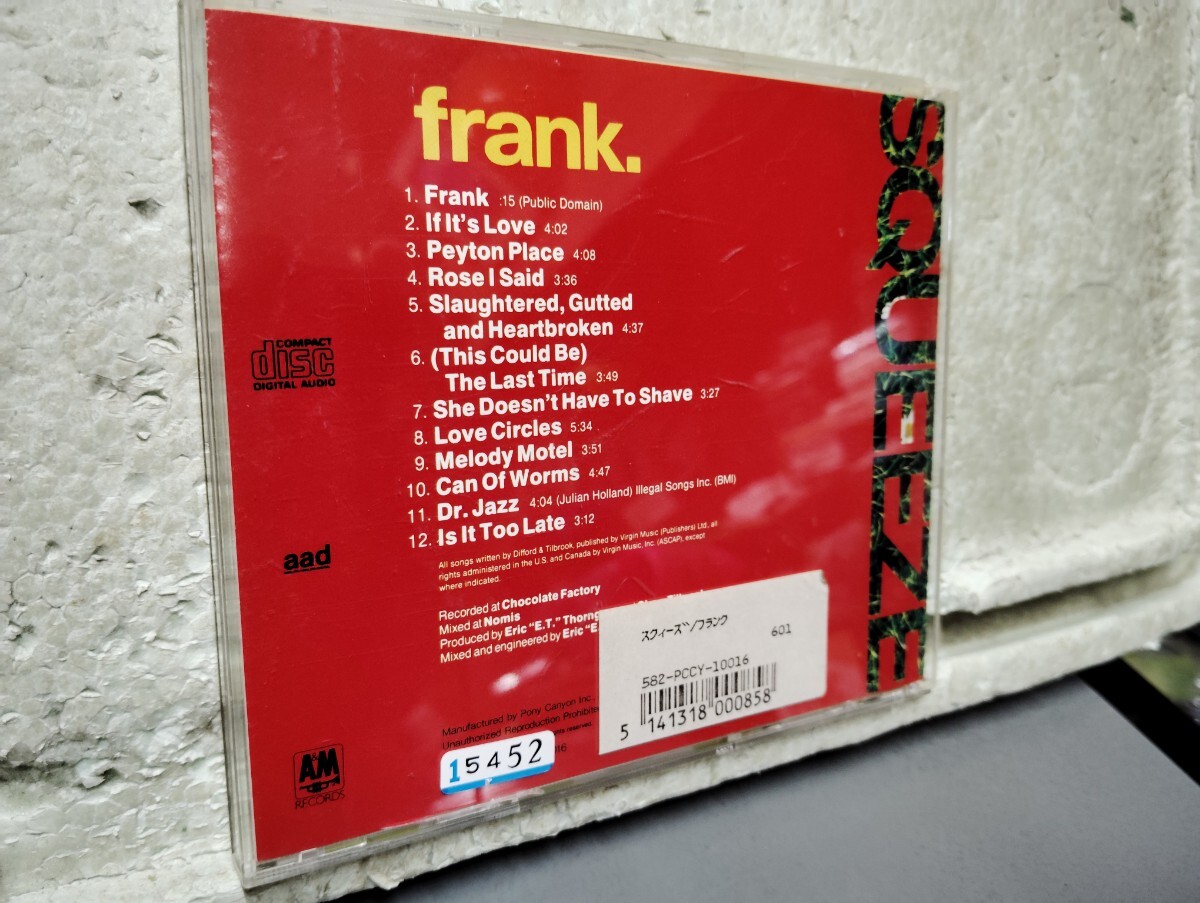 frank.
1. Frank :15 (Public Domain)
2. If It's Love 4:02
3. Peyton Place 4:08
4. Rose I Said 3:36
5. Slaughtered, Gutted
and Heartbroken 4:37
6. (This Could Be)
The Last Time 3:49
7. She Doesn't Have To Shave 3:27
8. Love Circles 5:34
9. Melody Motel 3:51
10. Can Of Worms 4:47
11. Dr. Jazz 4:04 (Julian Holland) Illegal Songs Inc. (BMI)
12. Is It Too Late 3:12
All songs written by Difford & Tilbrook, published by Virgin Music (Publishers) Ltd., all
rights administered in the U.S. and Canada by Virgin Music, Inc. (ASCAP), except
where indicated.
Recorded at Chocolate Factory
Mixed at Nomis
Produced by Eric "E.T." Thorng
Mixed and engineered by Eric "E.
Manufactured by Pony Canyon Inc.
Unauthorized Reproduction Prohibite
ghts reserved.
16
15452
スクィーズ/フランク
601
582-PCCY-10016
5 141318 000858
COMPACT
disc
DIGITAL AUDIO
aad
A&M
RECORDS
SQUEEZE